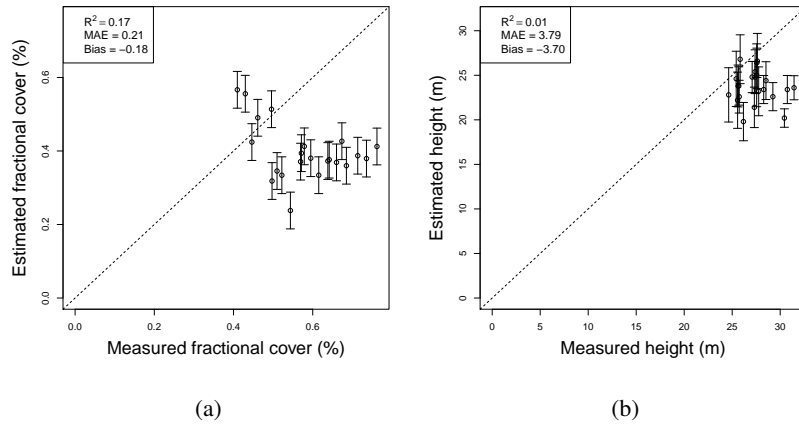 R² = 0.17
MAE = 0.21
Bias = −0.18
Estimated fractional cover (%)
0.6
0.4
0.2
0.0
0.0 0.2 0.4 0.6
Measured fractional cover (%)
(a)
R² = 0.01
MAE = 3.79
Bias = −3.70
Estimated height (m)
30
25
20
15
10
5
0
0 5 10 15 20 25 30
Measured height (m)
(b)